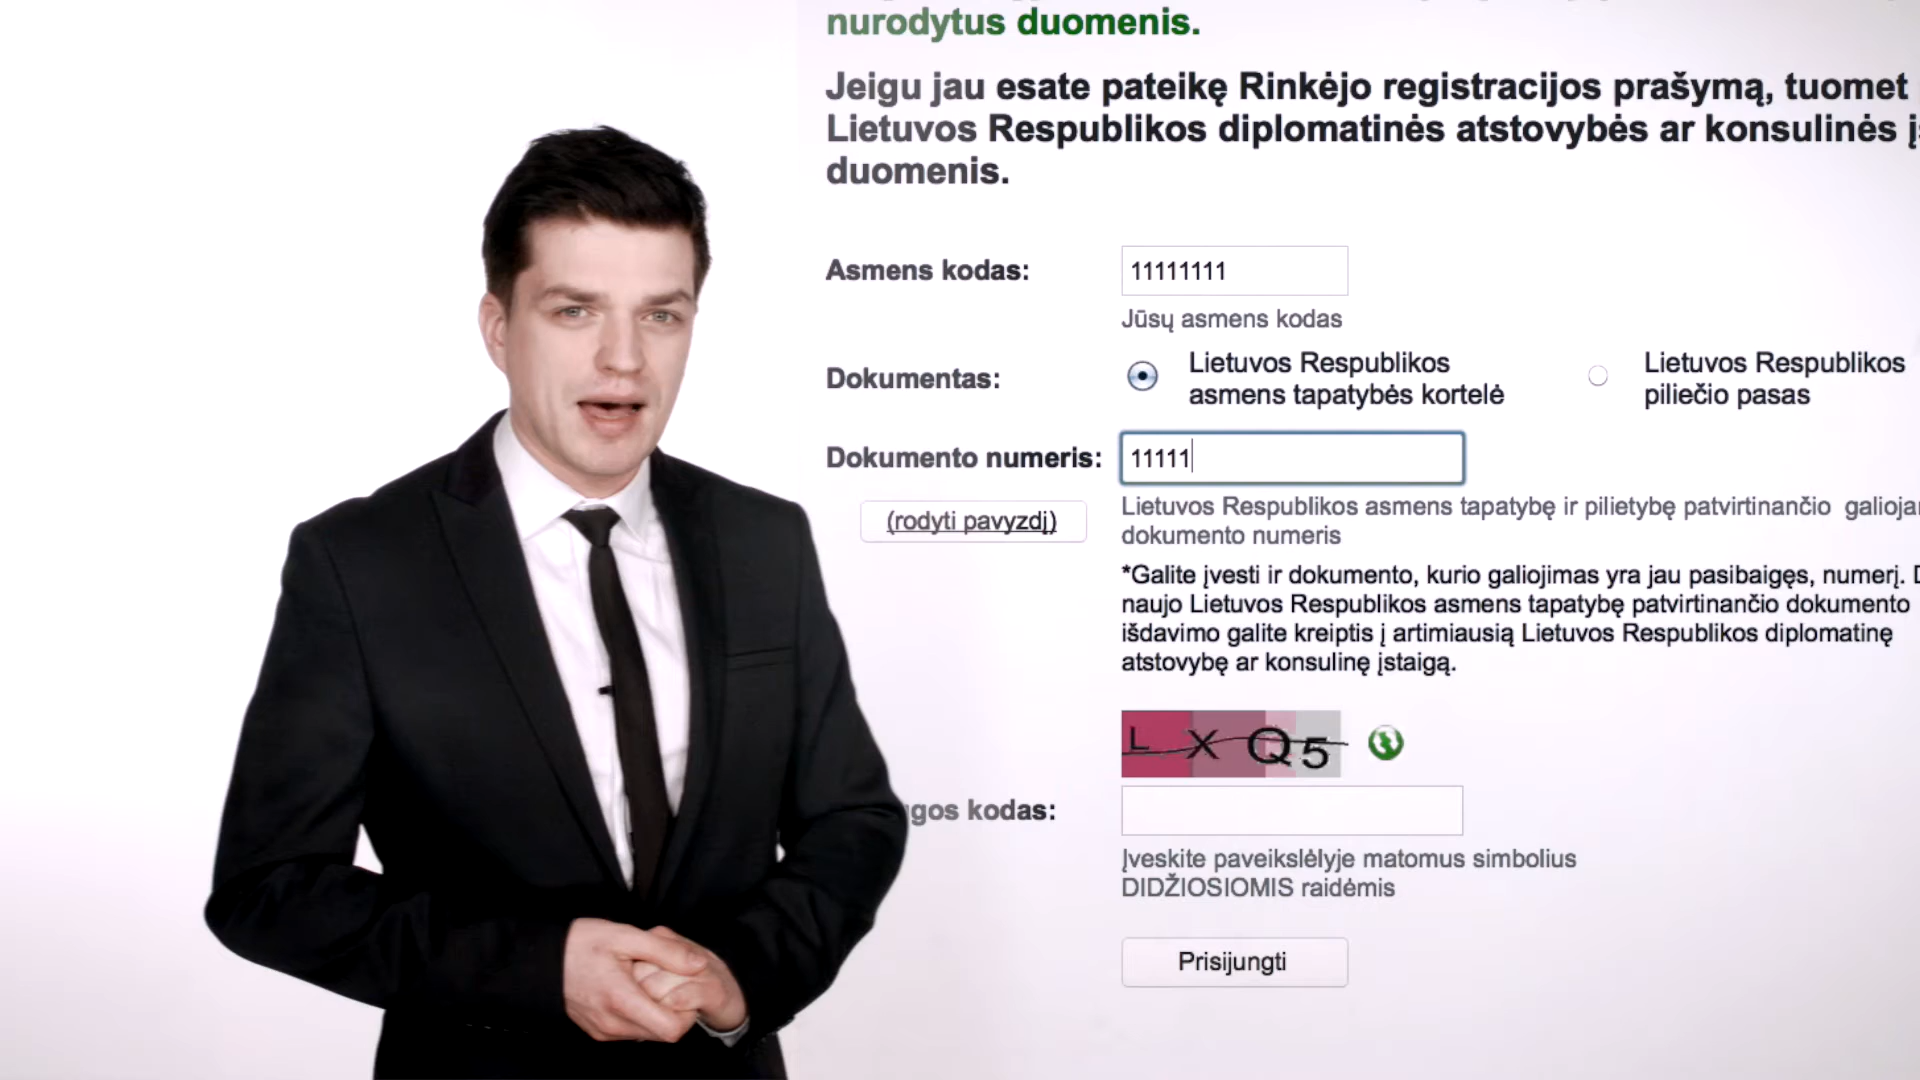 nurodytus duomenis.
Jeigu jau esate pateikę Rinkėjo registracijos prašymą, tuomet
Lietuvos Respublikos diplomatinės atstovybės ar konsulinės
duomenis.
Asmens kodas:
11111111
Jūsų asmens kodas
Dokumentas:
Lietuvos Respublikos
asmens tapatybės kortelė
Lietuvos Respublikos
piliečio pasas
Dokumento numeris:
11111
(rodyti pavyzdį)
Lietuvos Respublikos asmens tapatybę ir pilietybę patvirtinančio
dokumento numeris
*Galite įvesti ir dokumento, kurio galiojimas yra jau pasibaigęs, numerį.
naujo Lietuvos Respublikos asmens tapatybę patvirtinančio dokumento
išdavimo galite kreiptis į artimiausią Lietuvos Respublikos diplomatinę
atstovybę ar konsulinę įstaigą.
L X Q 5
kodas:
Įveskite paveikslėlyje matomus simbolius
DIDŽIOSIOMIS raidėmis
Prisijungti